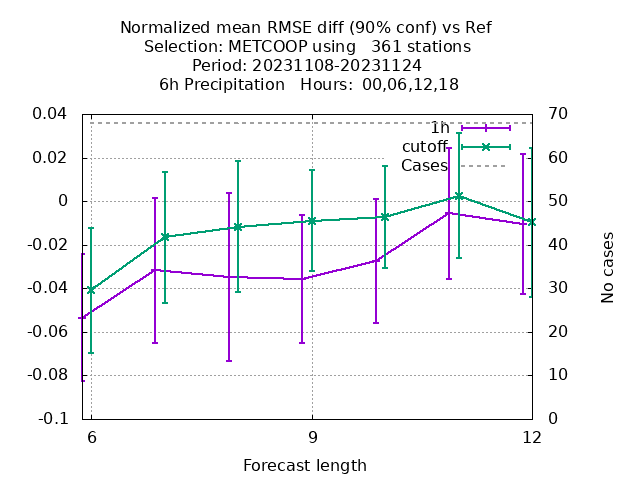 Normalized mean RMSE diff (90% conf) vs Ref
Selection: METCOOP using   361 stations
Period: 20231108-20231124
6h Precipitation   Hours:  00,06,12,18
0.04
0.02
0
-0.02
-0.04
-0.06
-0.08
-0.1
70
60
50
40
30
20
10
0
1h
cutoff
Cases
No cases
6
9
12
Forecast length